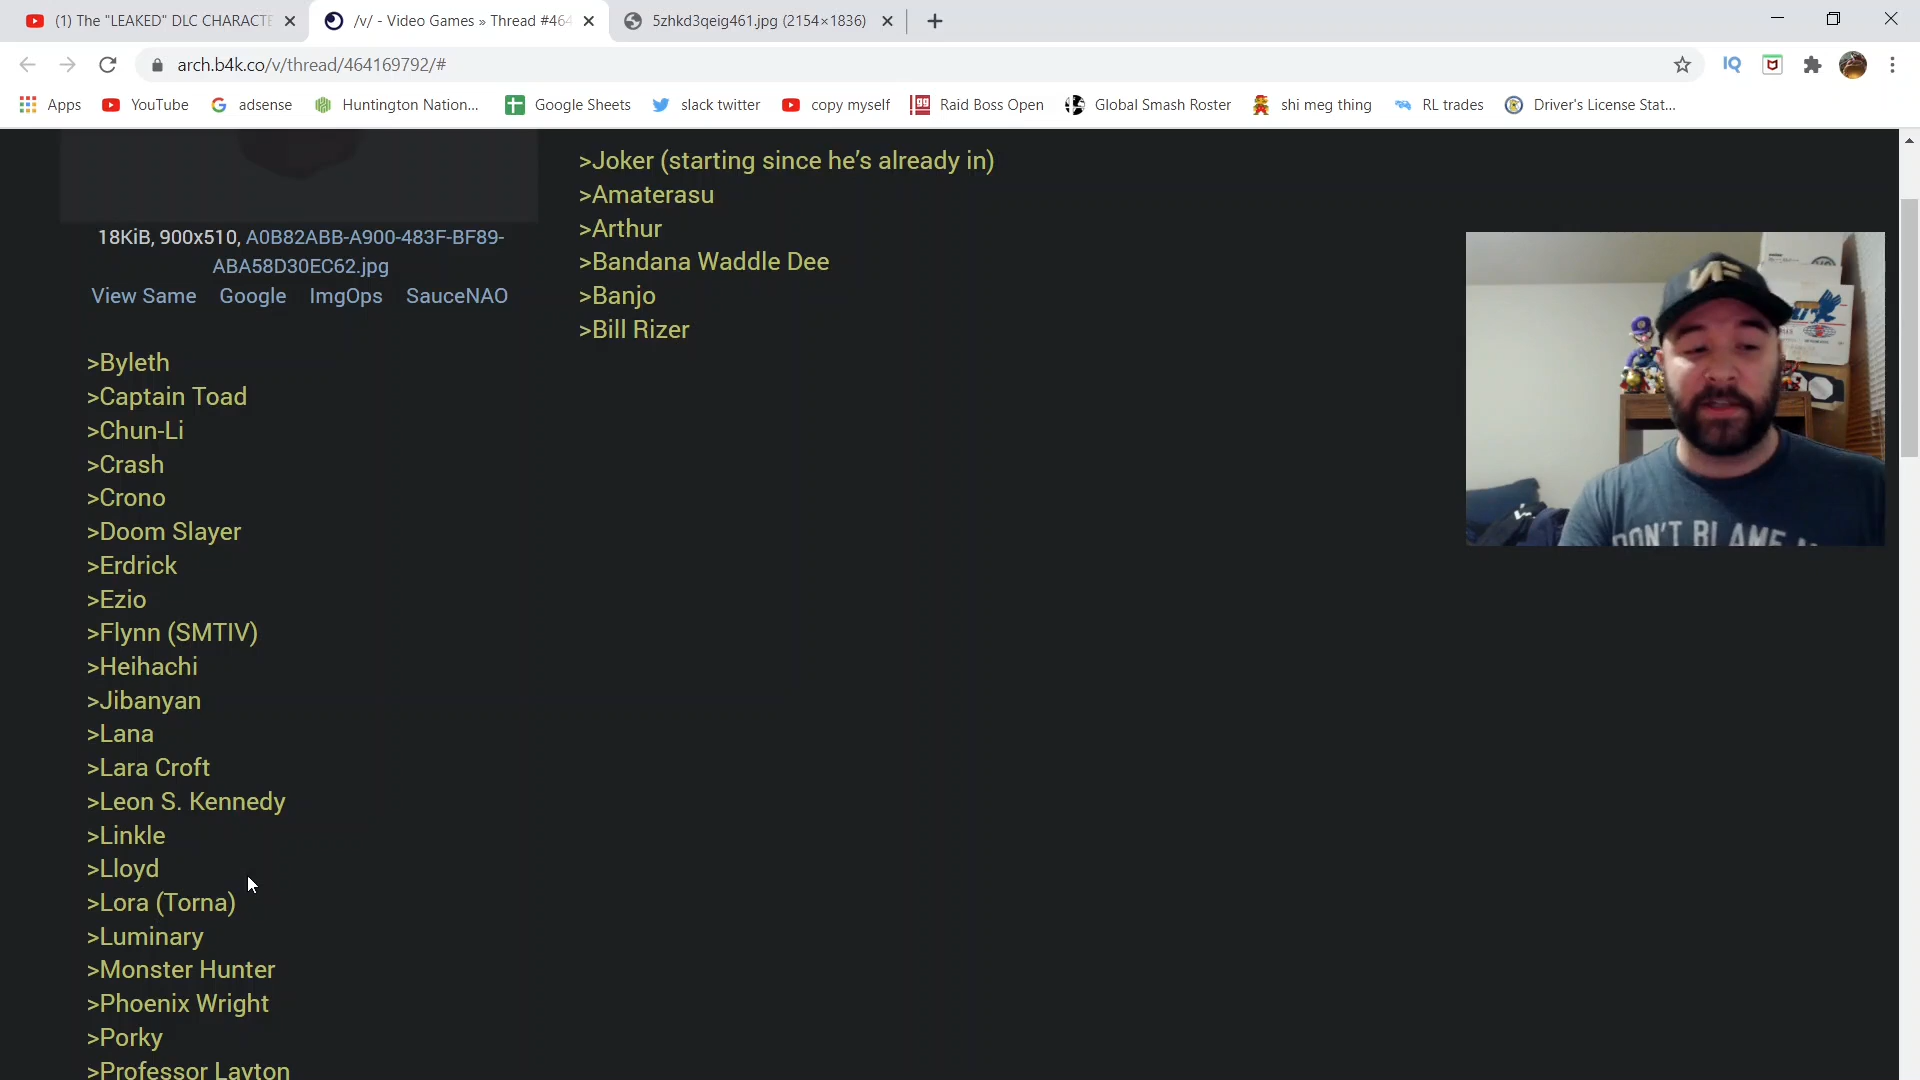 (1) The "LEAKED" DLC CHARACTE
/v/ - Video Games » Thread #464
5zhkd3qeig461.jpg (2154×1836)
arch.b4k.co/v/thread/464169792/#
Apps
YouTube
adsense
Huntington Nation...
Google Sheets
slack twitter
copy myself
Raid Boss Open
Global Smash Roster
shi meg thing
RL trades
Driver's License Stat...
>Joker (starting since he's already in)
>Amaterasu
>Arthur
>Bandana Waddle Dee
>Banjo
>Bill Rizer
18KiB, 900x510, A0B82ABB-A900-483F-BF89-
ABA58D30EC62.jpg
View Same Google ImgOps SauceNAO
>Byleth
>Captain Toad
>Chun-Li
>Crash
>Crono
>Doom Slayer
>Erdrick
>Ezio
>Flynn (SMTIV)
>Heihachi
>Jibanyan
>Lana
>Lara Croft
>Leon S. Kennedy
>Linkle
>Lloyd
>Lora (Torna)
>Luminary
>Monster Hunter
>Phoenix Wright
>Porky
>Professor Layton
DON'T BLAME